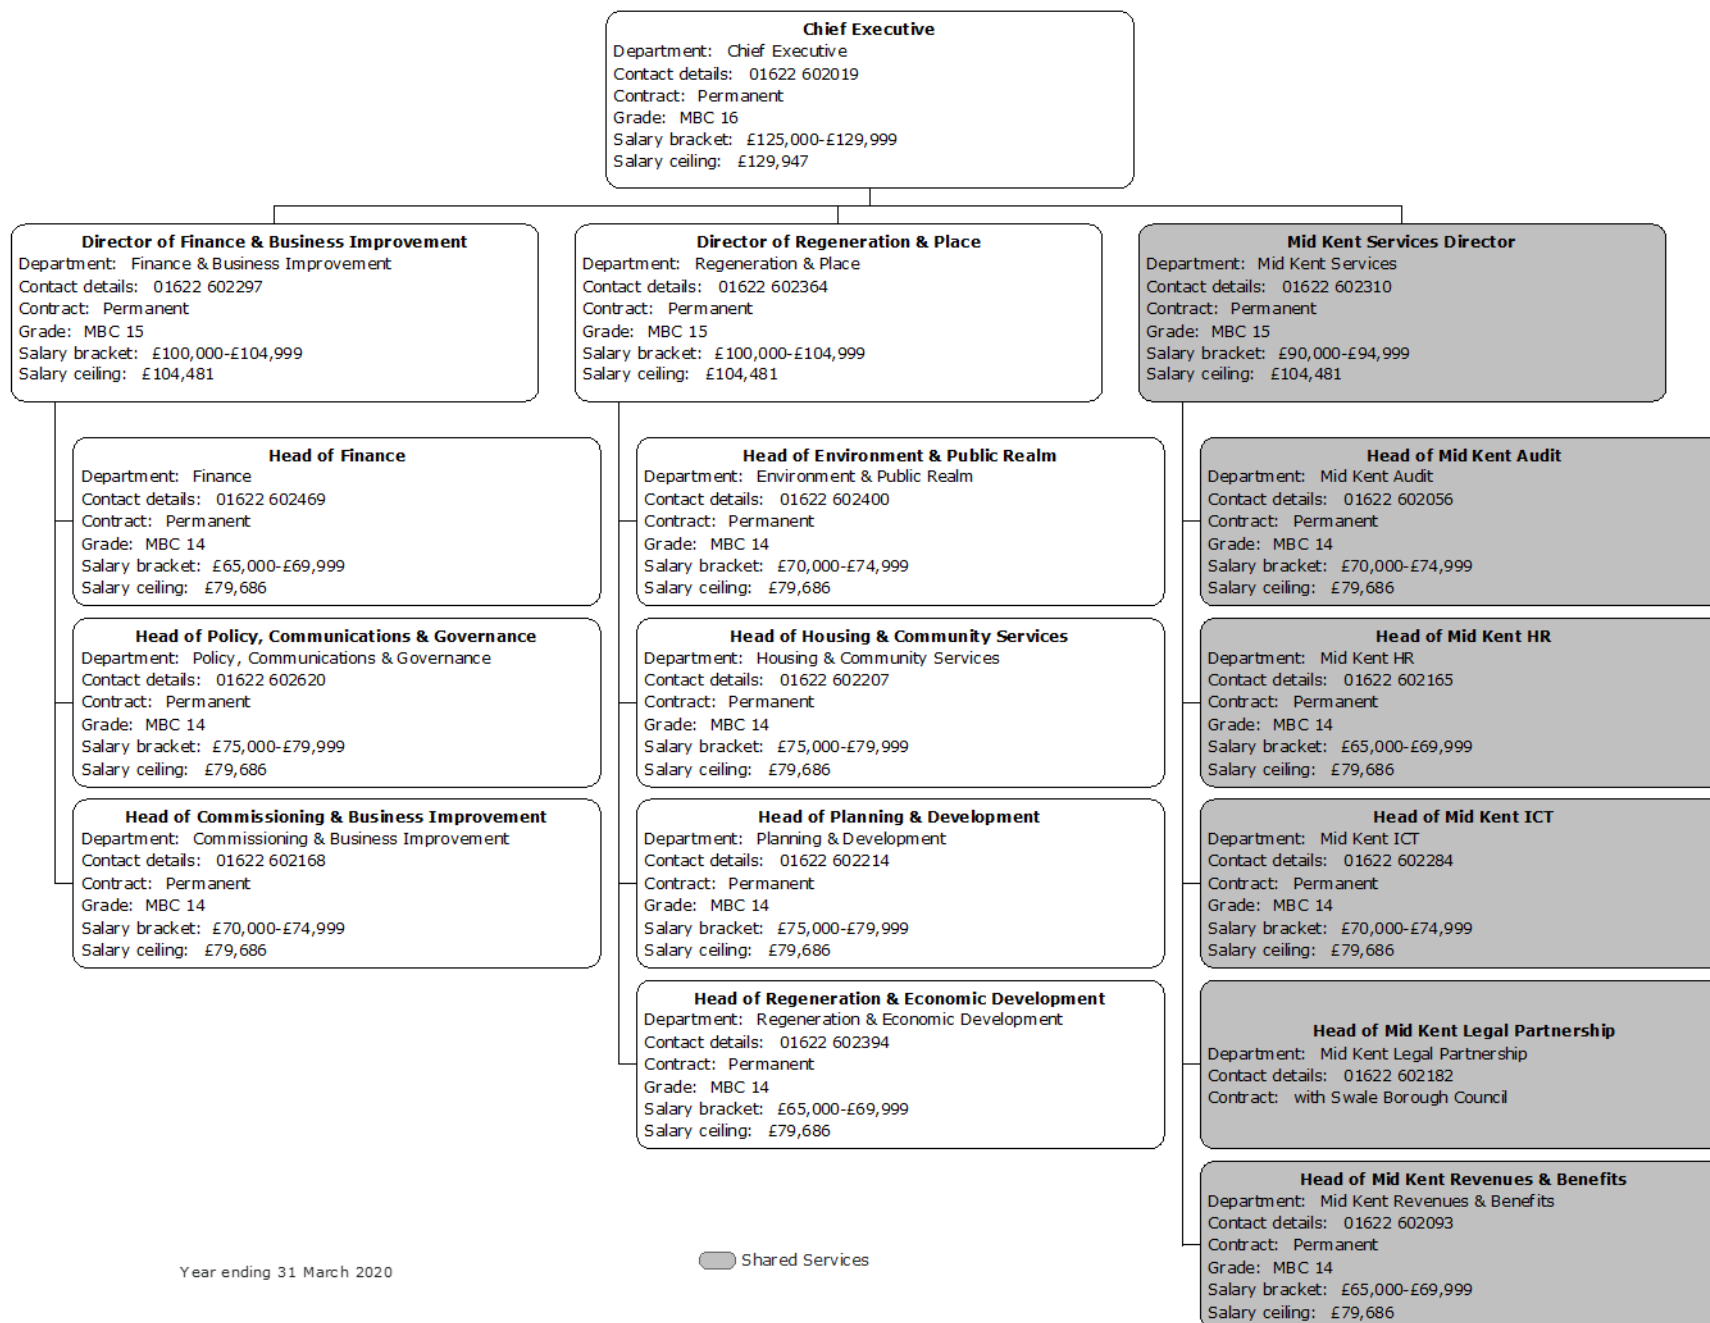 Chief Executive
Department: Chief Executive
Contact details: 01622 602019
Contract: Permanent
Grade: MBC 16
Salary bracket: £125,000-£129,999
Salary ceiling: £129,947
Director of Finance & Business Improvement
Department: Finance & Business Improvement
Contact details: 01622 602297
Contract: Permanent
Grade: MBC 15
Salary bracket: £100,000-£104,999
Salary ceiling: £104,481
Director of Regeneration & Place
Department: Regeneration & Place
Contact details: 01622 602364
Contract: Permanent
Grade: MBC 15
Salary bracket: £100,000-£104,999
Salary ceiling: £104,481
Mid Kent Services Director
Department: Mid Kent Services
Contact details: 01622 602310
Contract: Permanent
Grade: MBC 15
Salary bracket: £90,000-£94,999
Salary ceiling: £104,481
Head of Finance
Department: Finance
Contact details: 01622 602469
Contract: Permanent
Grade: MBC 14
Salary bracket: £65,000-£69,999
Salary ceiling: £79,686
Head of Policy, Communications & Governance
Department: Policy, Communications & Governance
Contact details: 01622 602620
Contract: Permanent
Grade: MBC 14
Salary bracket: £75,000-£79,999
Salary ceiling: £79,686
Head of Commissioning & Business Improvement
Department: Commissioning & Business Improvement
Contact details: 01622 602168
Contract: Permanent
Grade: MBC 14
Salary bracket: £70,000-£74,999
Salary ceiling: £79,686
Head of Environment & Public Realm
Department: Environment & Public Realm
Contact details: 01622 602400
Contract: Permanent
Grade: MBC 14
Salary bracket: £70,000-£74,999
Salary ceiling: £79,686
Head of Housing & Community Services
Department: Housing & Community Services
Contact details: 01622 602207
Contract: Permanent
Grade: MBC 14
Salary bracket: £75,000-£79,999
Salary ceiling: £79,686
Head of Planning & Development
Department: Planning & Development
Contact details: 01622 602214
Contract: Permanent
Grade: MBC 14
Salary bracket: £75,000-£79,999
Salary ceiling: £79,686
Head of Regeneration & Economic Development
Department: Regeneration & Economic Development
Contact details: 01622 602394
Contract: Permanent
Grade: MBC 14
Salary bracket: £65,000-£69,999
Salary ceiling: £79,686
Head of Mid Kent Audit
Department: Mid Kent Audit
Contact details: 01622 602056
Contract: Permanent
Grade: MBC 14
Salary bracket: £70,000-£74,999
Salary ceiling: £79,686
Head of Mid Kent HR
Department: Mid Kent HR
Contact details: 01622 602165
Contract: Permanent
Grade: MBC 14
Salary bracket: £65,000-£69,999
Salary ceiling: £79,686
Head of Mid Kent ICT
Department: Mid Kent ICT
Contact details: 01622 602284
Contract: Permanent
Grade: MBC 14
Salary bracket: £70,000-£74,999
Salary ceiling: £79,686
Head of Mid Kent Legal Partnership
Department: Mid Kent Legal Partnership
Contact details: 01622 602182
Contract: with Swale Borough Council
Head of Mid Kent Revenues & Benefits
Department: Mid Kent Revenues & Benefits
Contact details: 01622 602093
Contract: Permanent
Grade: MBC 14
Salary bracket: £65,000-£69,999
Salary ceiling: £79,686
Shared Services
Year ending 31 March 2020